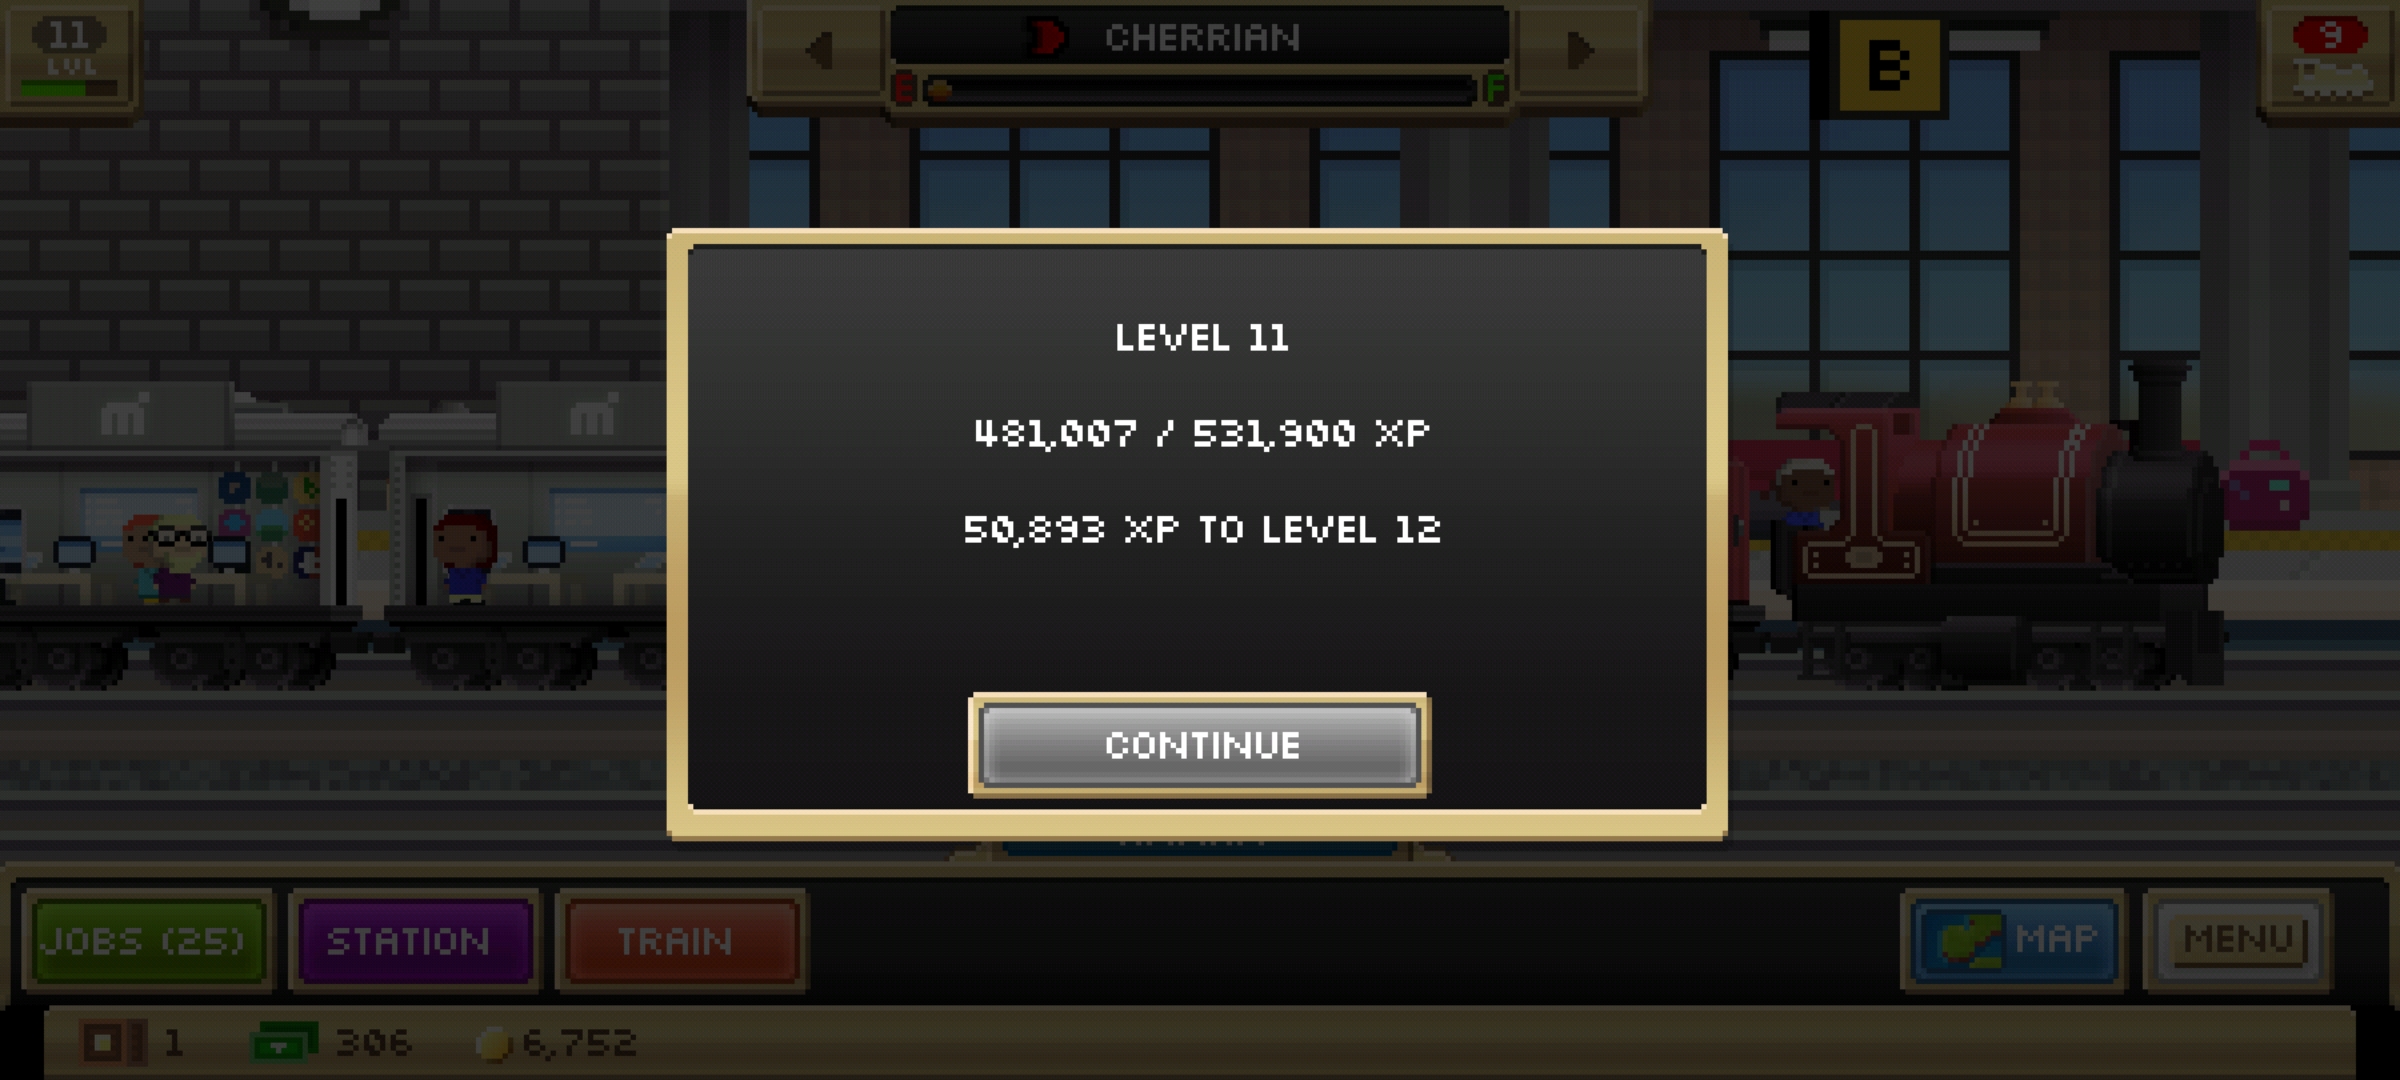 11
LVL
CHERRIAN
E
F
B
9
LEVEL 11
481,007 / 531,900 XP
50,893 XP TO LEVEL 12
CONTINUE
JOBS (25)
STATION
TRAIN
MAP
MENU
1
306
6,752